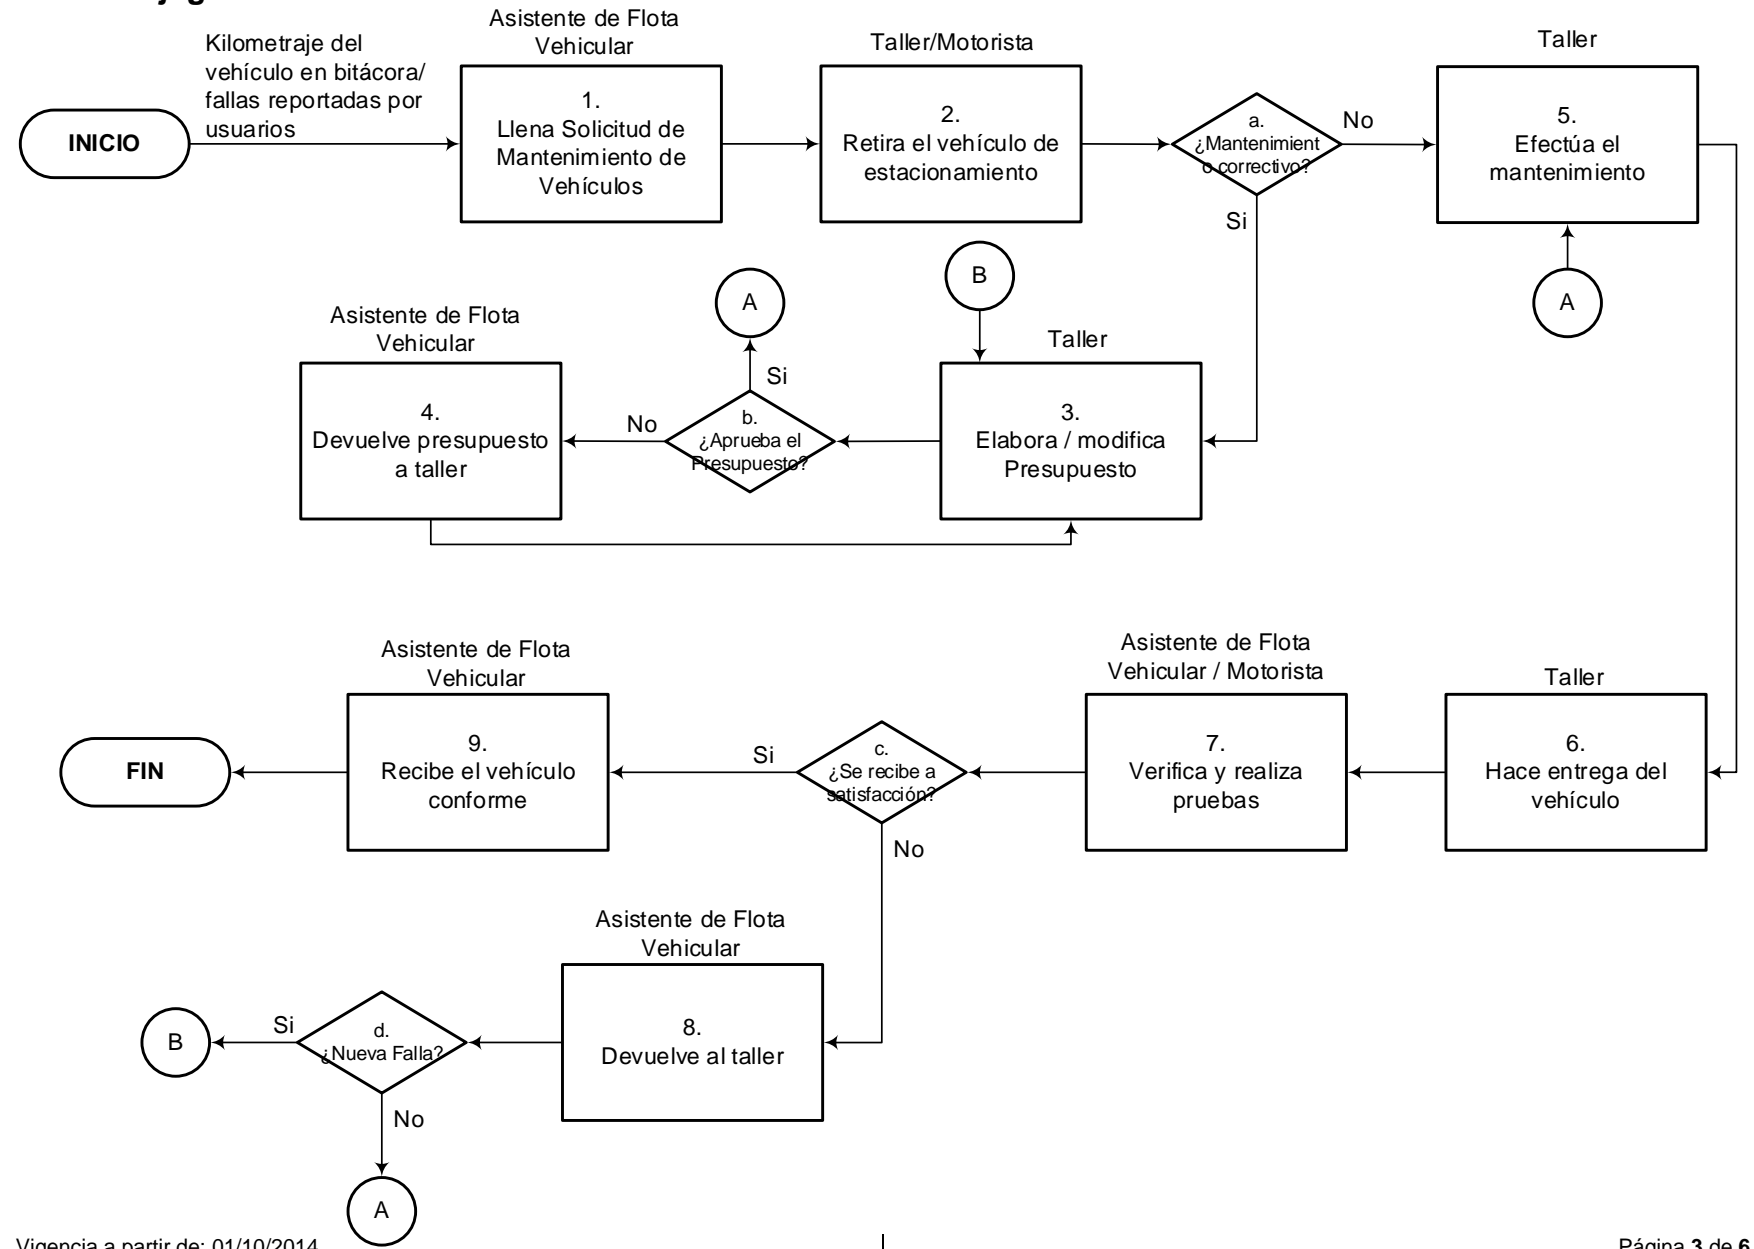 Asistente de Flota
Vehicular
Kilometraje del
vehículo en bitácora/
fallas reportadas por
usuarios
Taller/Motorista
Taller
INICIO
1.
Llena Solicitud de
Mantenimiento de
Vehículos
2.
Retira el vehículo de
estacionamiento
a.
¿Mantenimient
o correctivo?
No
Si
5.
Efectúa el
mantenimiento
A
B
A
Asistente de Flota
Vehicular
Taller
4.
Devuelve presupuesto
a taller
No
Si
b.
¿Aprueba el
Presupuesto?
3.
Elabora / modifica
Presupuesto
Asistente de Flota
Vehicular
Asistente de Flota
Vehicular / Motorista
Taller
FIN
9.
Recibe el vehículo
conforme
Si
c.
¿Se recibe a
satisfacción?
No
7.
Verifica y realiza
pruebas
6.
Hace entrega del
vehículo
Asistente de Flota
Vehicular
B
Si
d.
¿Nueva Falla?
No
8.
Devuelve al taller
A
Vigencia a partir de: 01/10/2014
Página 3 de 6